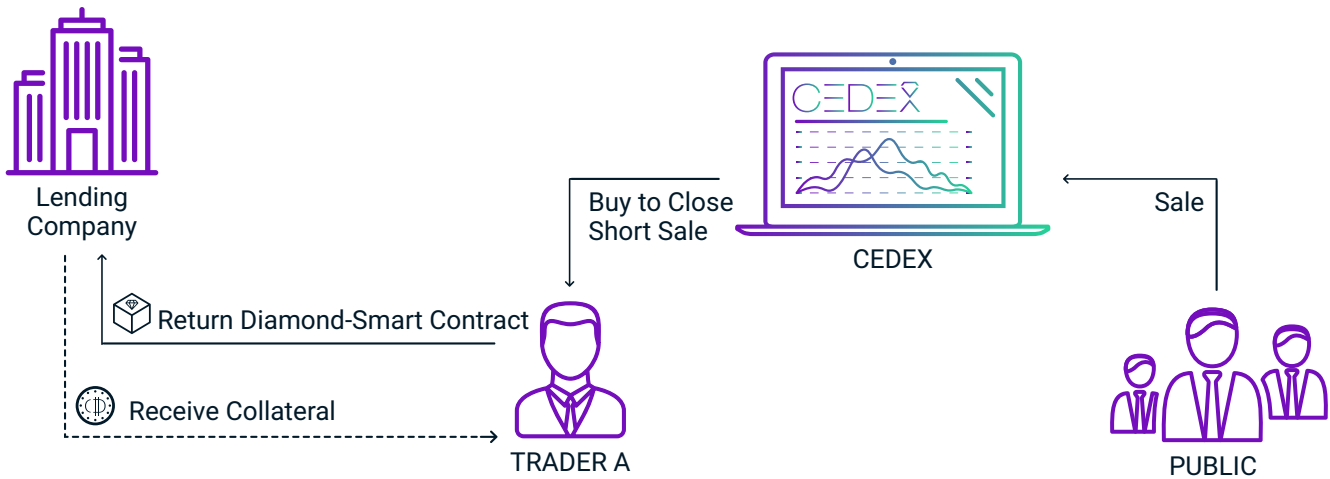 CEDEX
Lending
Company
Buy to Close
Short Sale
Sale
CEDEX
Return Diamond-Smart Contract
Receive Collateral
TRADER A
PUBLIC